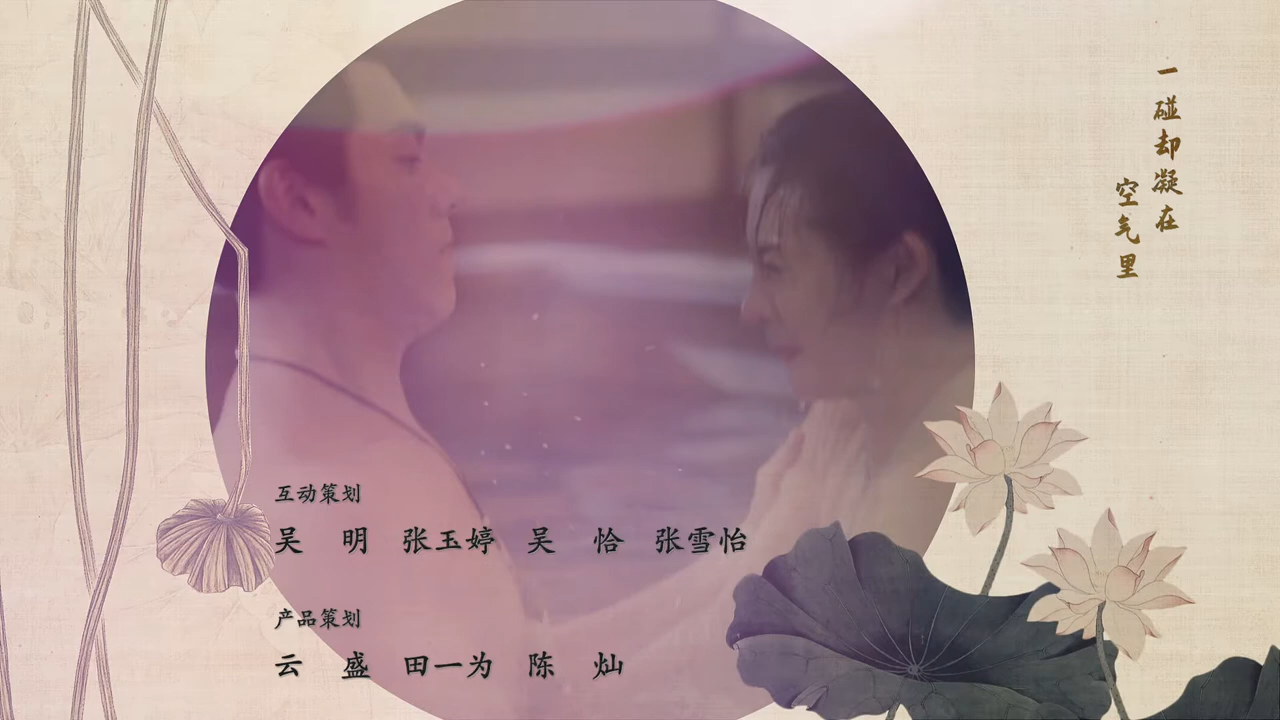 一碰却凝在
空气里
互动策划
吴 明 张玉婷 吴 恰 张雪怡
产品策划
云 盛 田一为 陈 灿